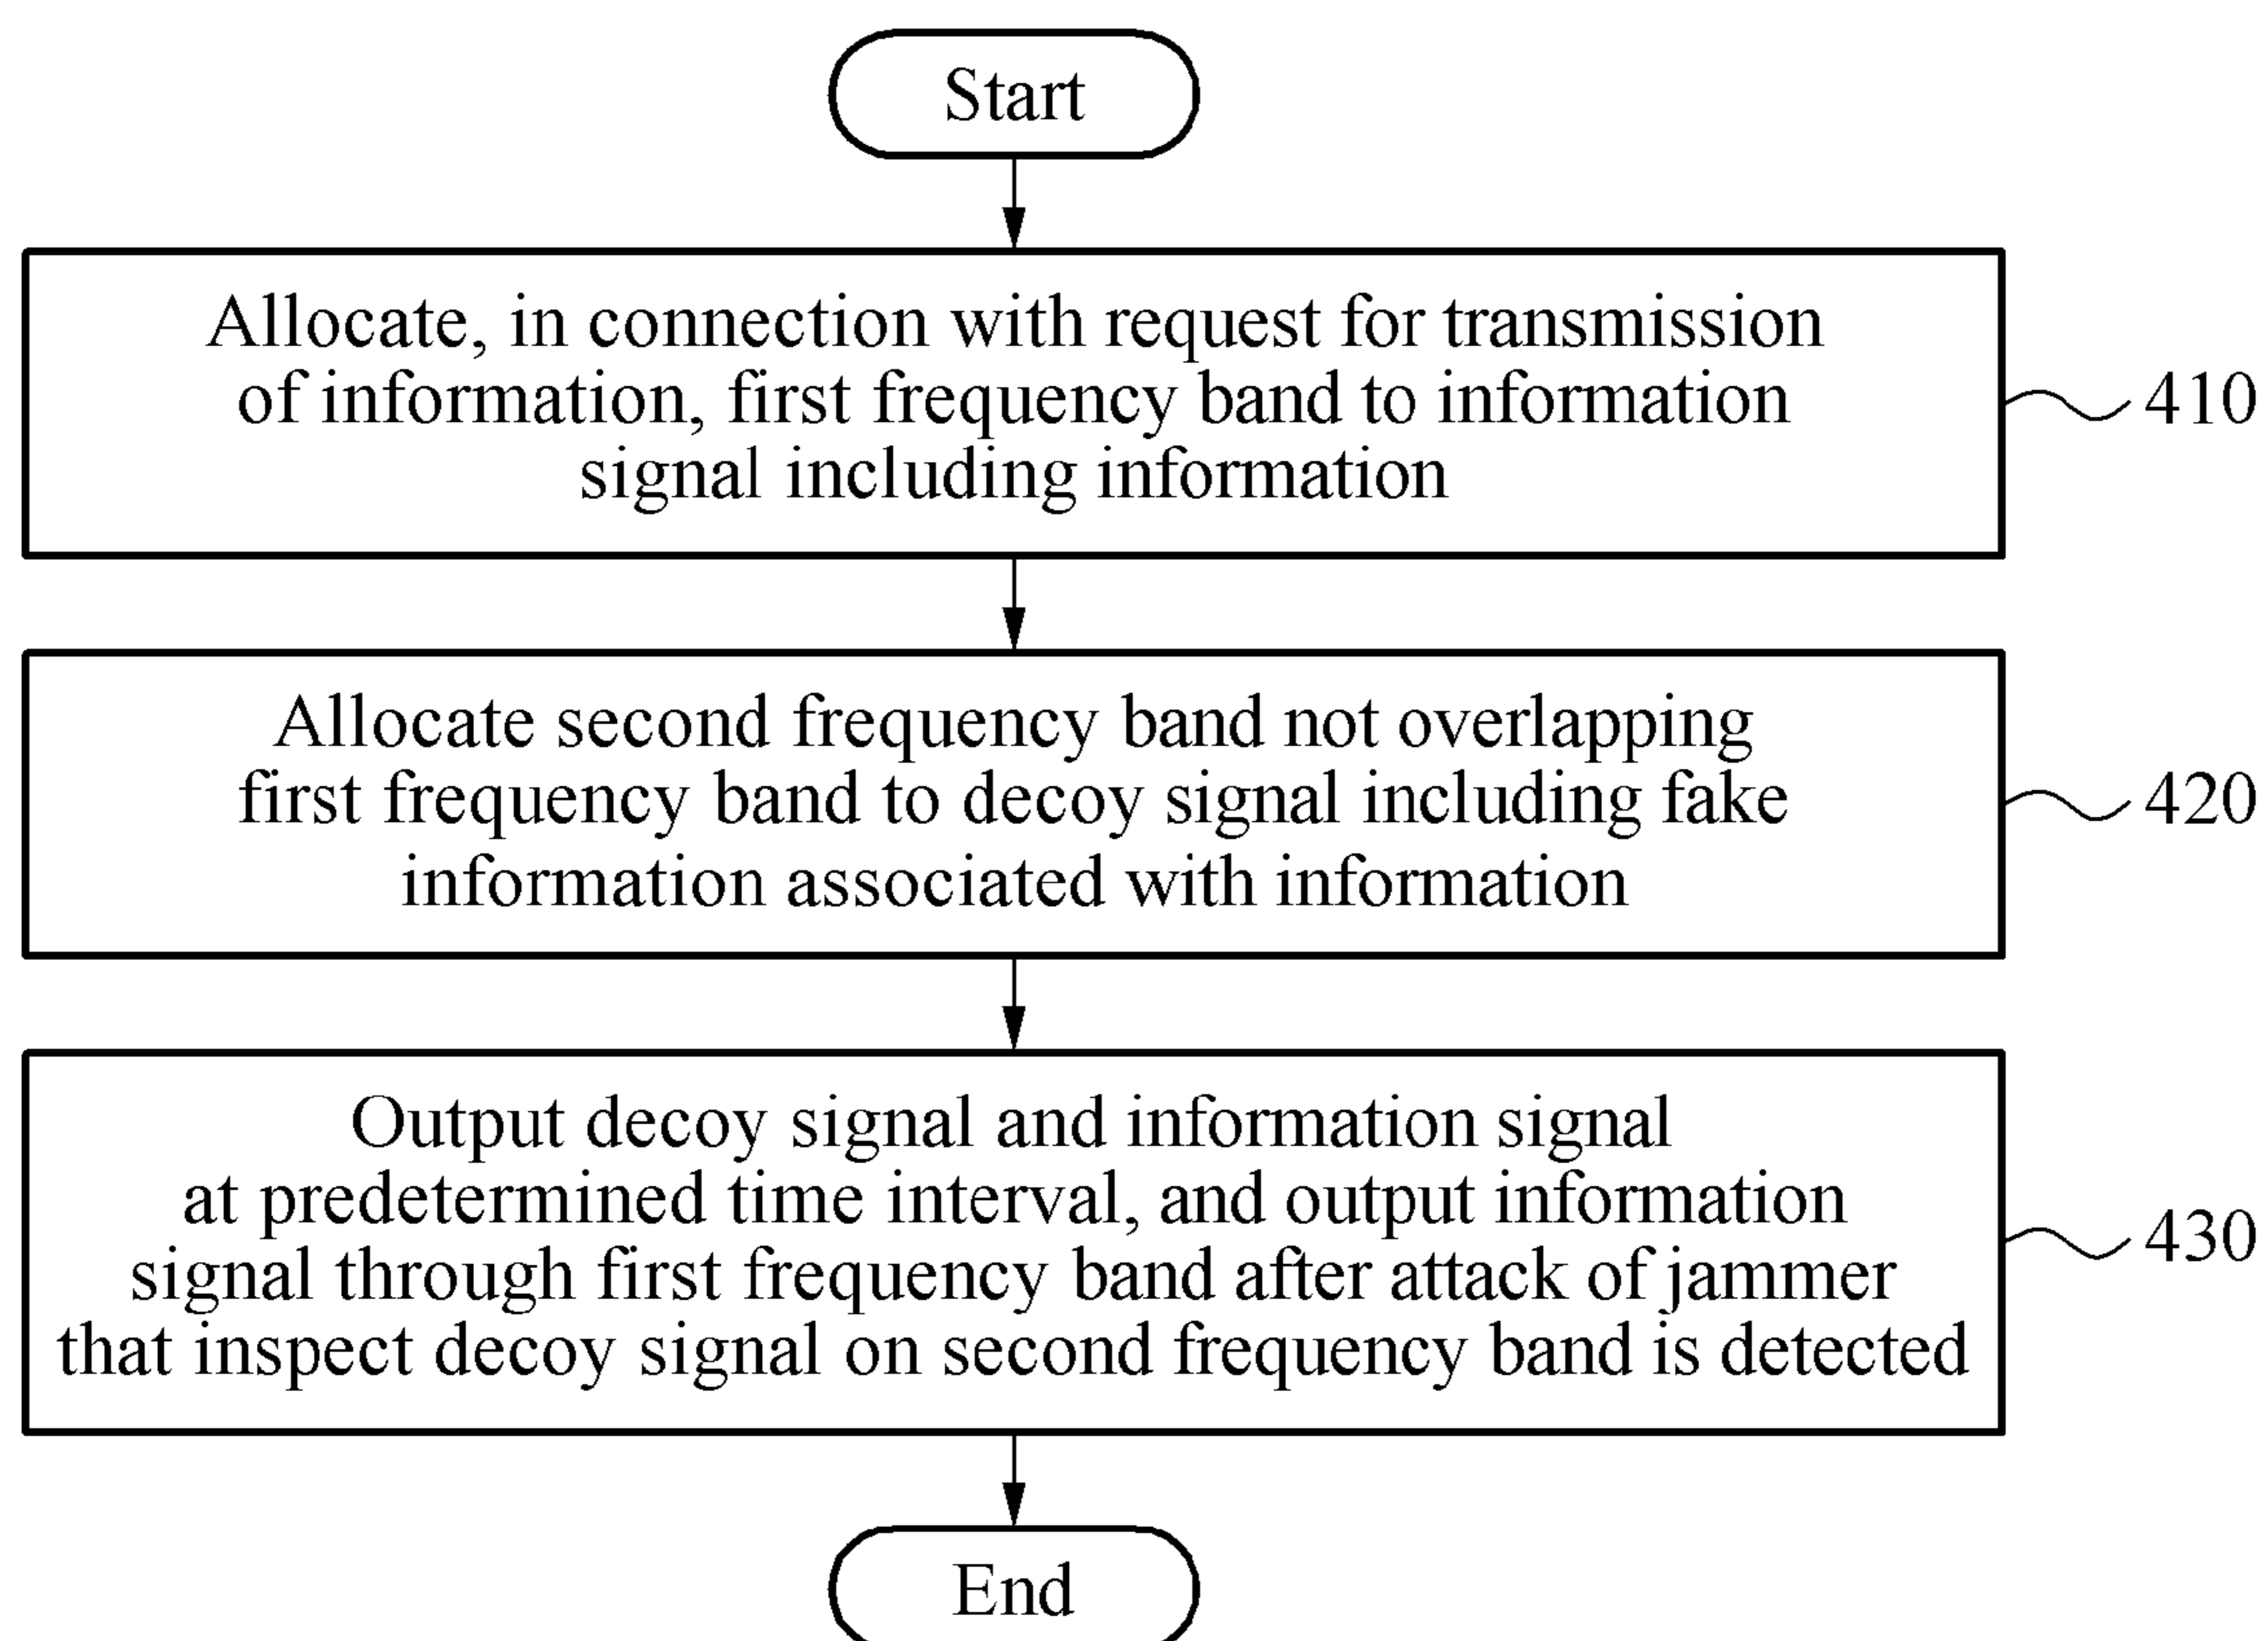 Start
Allocate, in connection with request for transmission
of information, first frequency band to information
signal including information
410
Allocate second frequency band not overlapping
first frequency band to decoy signal including fake
information associated with information
420
Output decoy signal and information signal
at predetermined time interval, and output information
signal through first frequency band after attack of jammer
that inspect decoy signal on second frequency band is detected
430
End